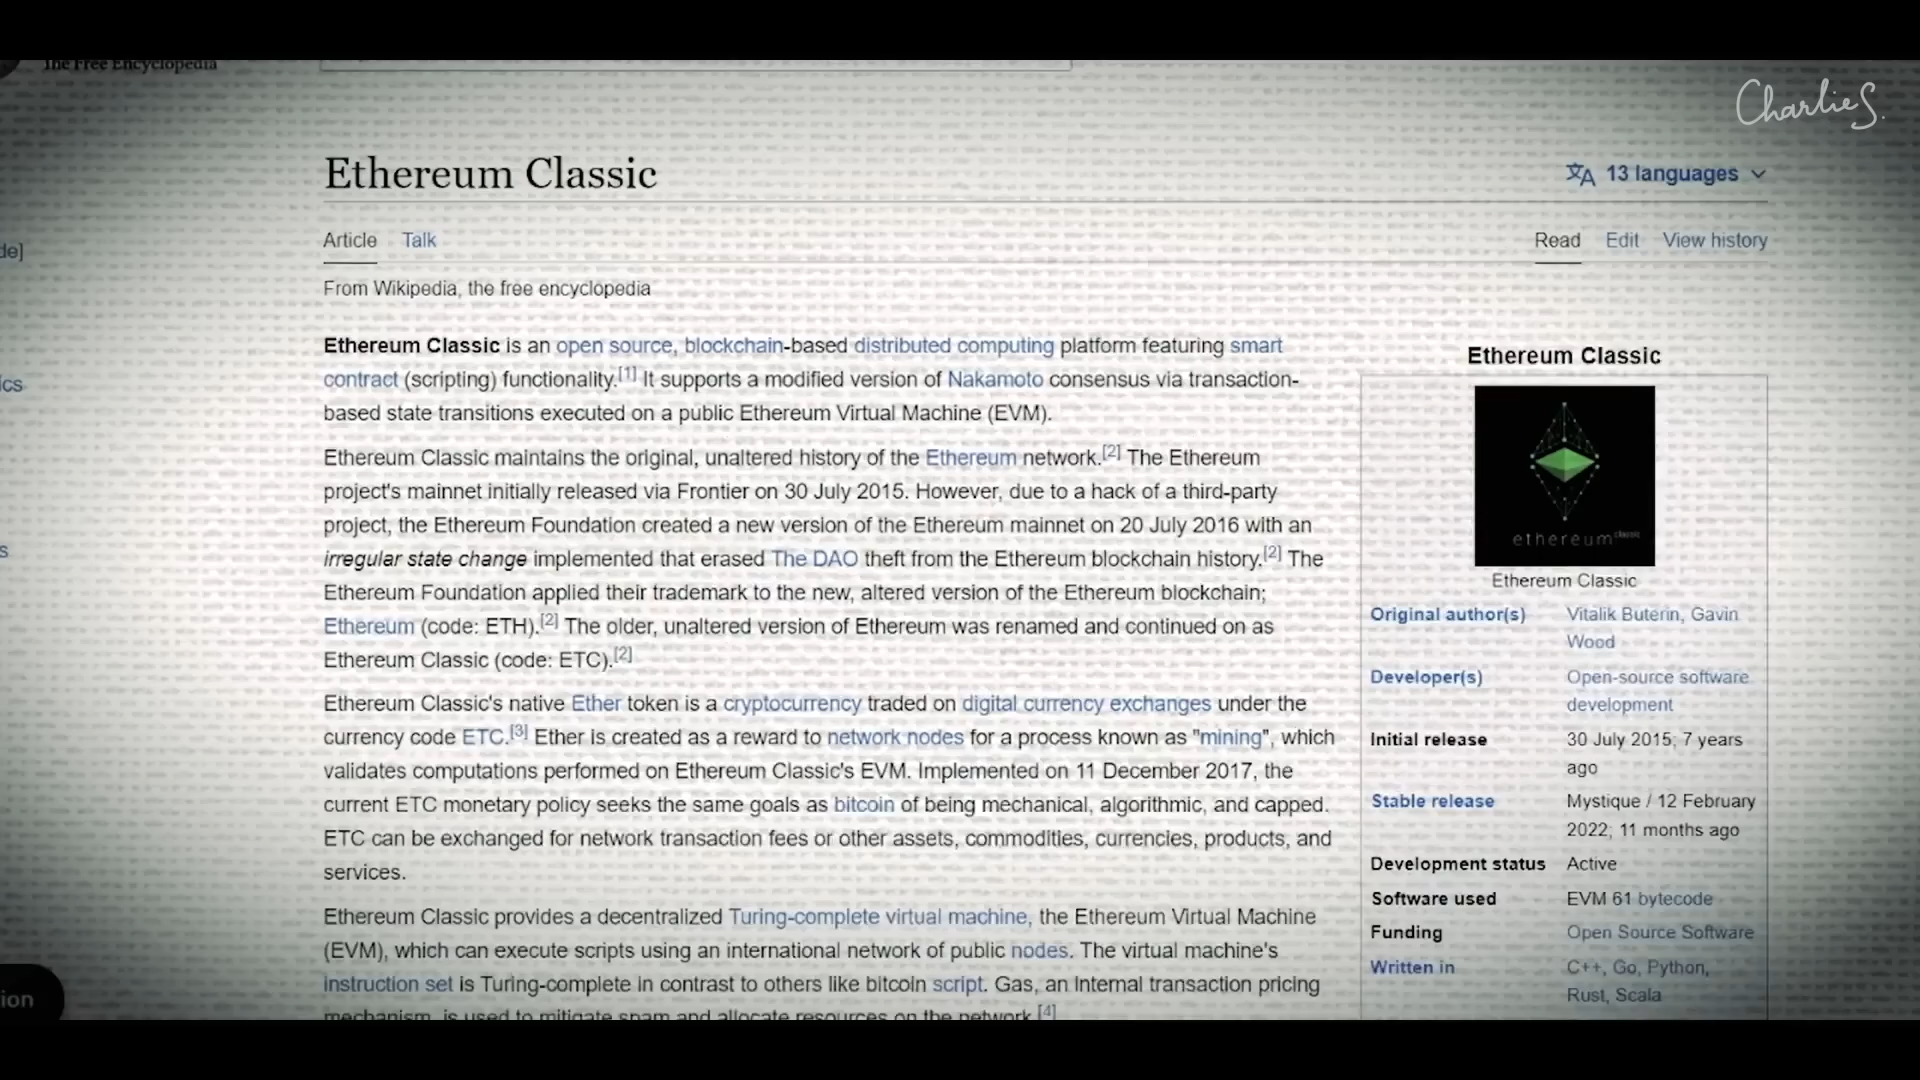 The Free Encyclopedia
CharlieS.
Ethereum Classic
13 languages
de]
Article Talk
Read Edit View history
From Wikipedia, the free encyclopedia
Ethereum Classic is an open source, blockchain-based distributed computing platform featuring smart
contract (scripting) functionality.[1] It supports a modified version of Nakamoto consensus via transaction-
based state transitions executed on a public Ethereum Virtual Machine (EVM).
Ethereum Classic maintains the original, unaltered history of the Ethereum network.[2] The Ethereum
project's mainnet initially released via Frontier on 30 July 2015. However, due to a hack of a third-party
project, the Ethereum Foundation created a new version of the Ethereum mainnet on 20 July 2016 with an
irregular state change implemented that erased The DAO theft from the Ethereum blockchain history.[2] The
Ethereum Foundation applied their trademark to the new, altered version of the Ethereum blockchain;
Ethereum (code: ETH).[2] The older, unaltered version of Ethereum was renamed and continued on as
Ethereum Classic (code: ETC).[2]
Ethereum Classic's native Ether token is a cryptocurrency traded on digital currency exchanges under the
currency code ETC.[3] Ether is created as a reward to network nodes for a process known as "mining", which
validates computations performed on Ethereum Classic's EVM. Implemented on 11 December 2017, the
current ETC monetary policy seeks the same goals as bitcoin of being mechanical, algorithmic, and capped.
ETC can be exchanged for network transaction fees or other assets, commodities, currencies, products, and
services.
Ethereum Classic provides a decentralized Turing-complete virtual machine, the Ethereum Virtual Machine
(EVM), which can execute scripts using an international network of public nodes. The virtual machine's
instruction set is Turing-complete in contrast to others like bitcoin script. Gas, an internal transaction pricing
mechanism, is used to mitigate spam and allocate resources on the network.[4]
Ethereum Classic
ethereum classic
Ethereum Classic
Original author(s) Vitalik Buterin, Gavin
Wood
Developer(s) Open-source software
development
Initial release 30 July 2015; 7 years
ago
Stable release Mystique / 12 February
2022; 11 months ago
Development status Active
Software used EVM 61 bytecode
Funding Open Source Software
Written in C++, Go, Python,
Rust, Scala
ics
s
ion